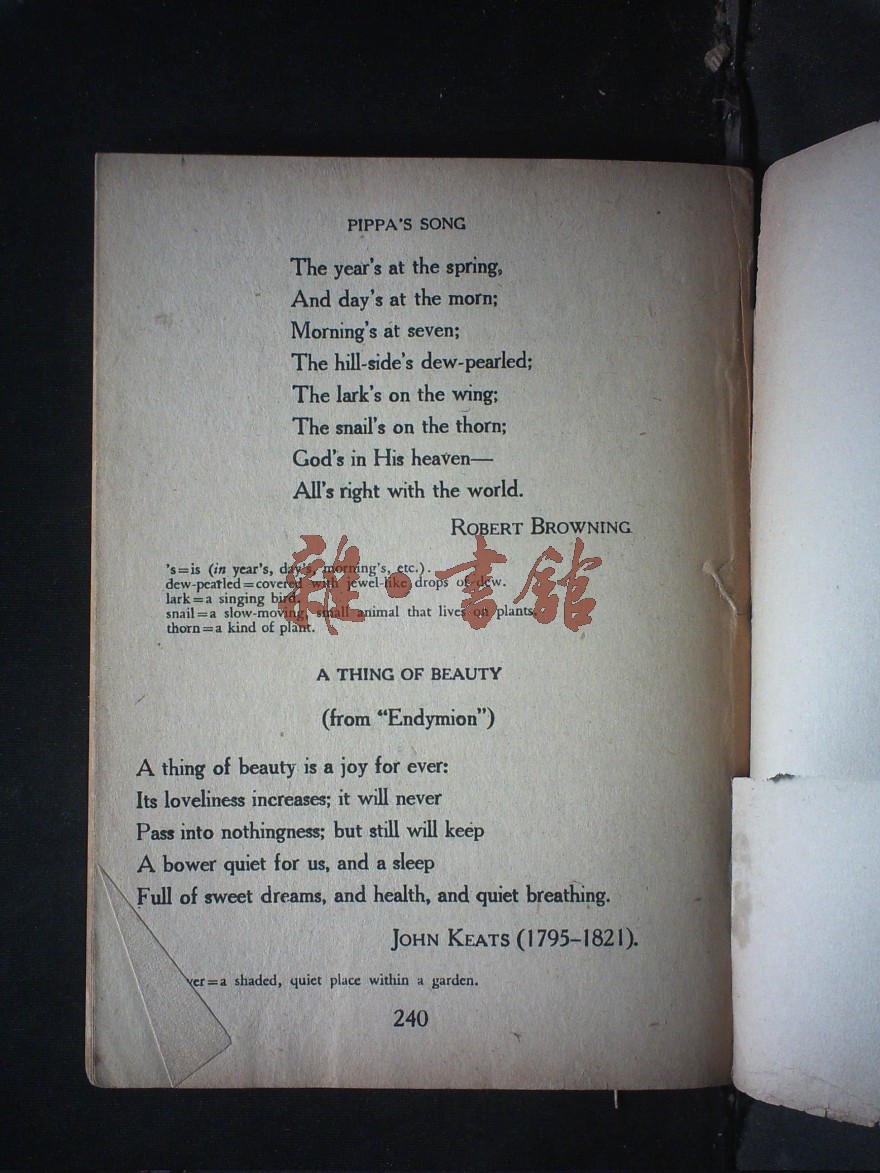 PIPPA'S SONG
The year's at the spring,
And day's at the morn;
Morning's at seven;
The hill-side's dew-pearled;
The lark's on the wing;
The snail's on the thorn;
God's in His heaven—
All's right with the world.
ROBERT BROWNING
's=is (in year's, day's, morning's, etc.).
dew-pearled=covered with jewel-like drops of dew.
lark=a singing bird.
snail=a slow-moving, small animal that lives on plants.
thorn=a kind of plant.
雜·書館
A THING OF BEAUTY
(from "Endymion")
A thing of beauty is a joy for ever:
Its loveliness increases; it will never
Pass into nothingness; but still will keep
A bower quiet for us, and a sleep
Full of sweet dreams, and health, and quiet breathing.
JOHN KEATS (1795–1821).
wer=a shaded, quiet place within a garden.
240